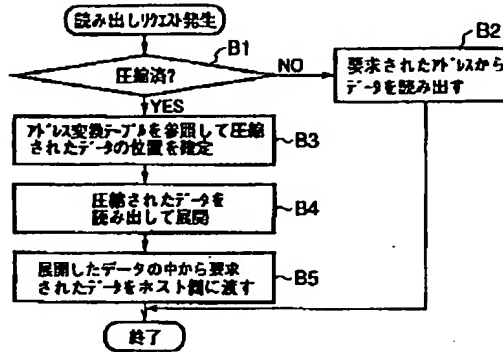 読み出しリクエスト発生
B1
圧縮済?
NO
YES
B2
要求されたアドレスから
データを読み出す
アドレス変換テーブルを参照して圧縮
されたデータの位置を確定
B3
圧縮されたデータを
読み出して展開
B4
展開したデータの中から要求
されたデータをホスト側に渡す
B5
終了